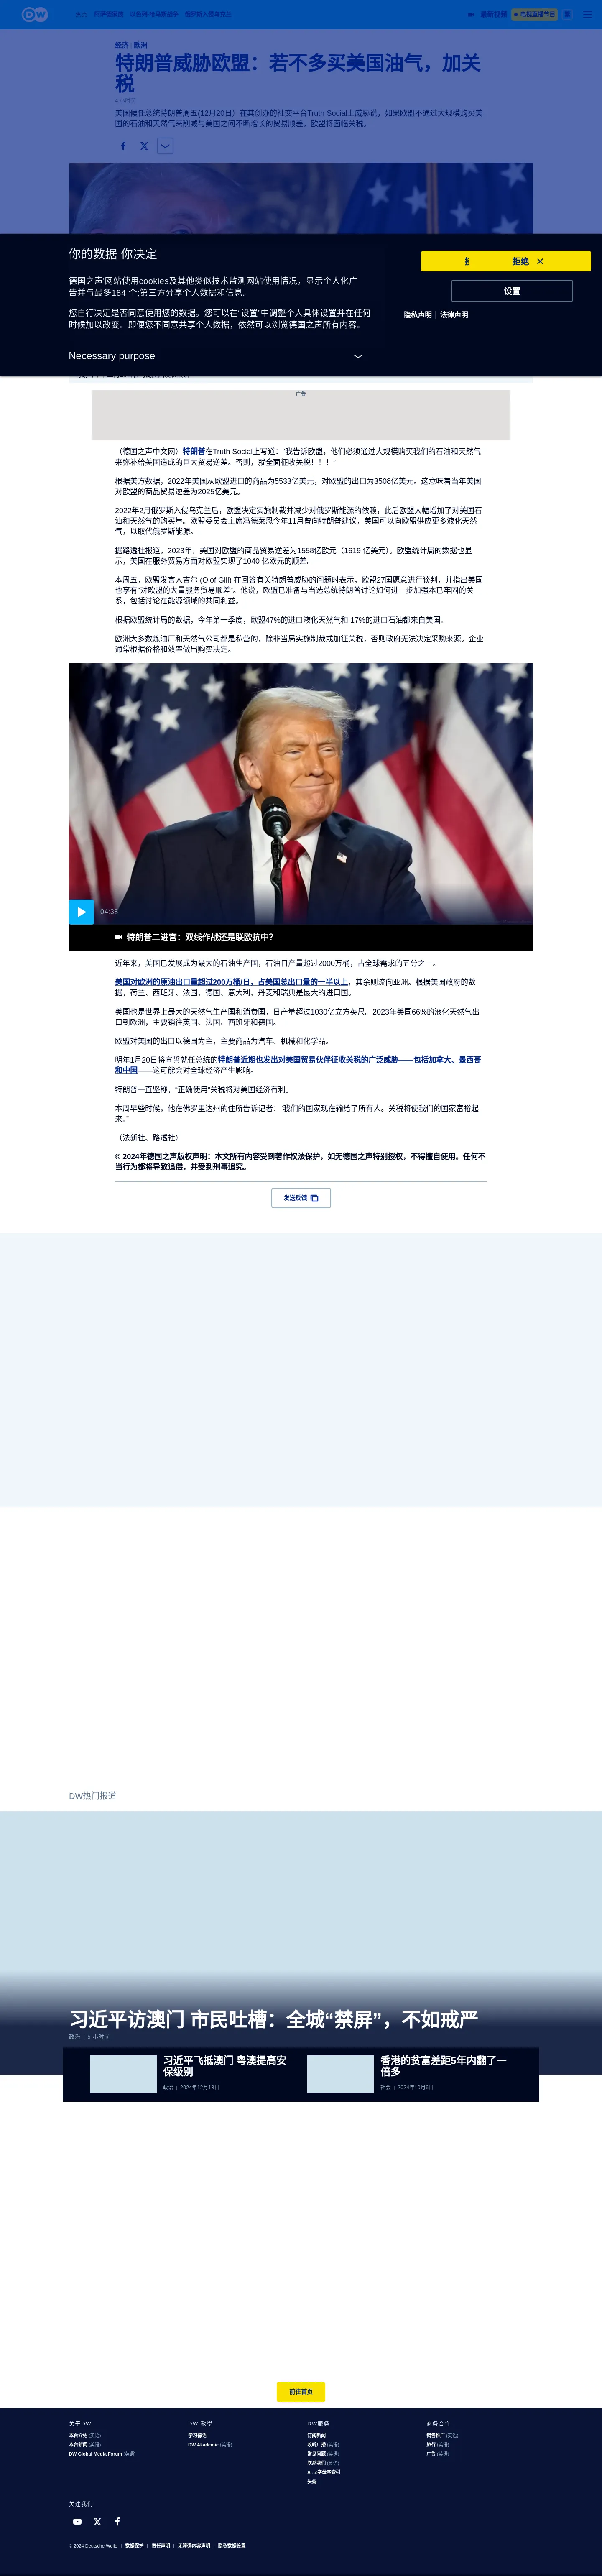 DW
特朗普
以色列-哈马斯战争
俄罗斯入侵乌克兰
最新视频
电视直播节目
繁
经济 | 欧洲
特朗普威胁欧盟：若不多买美国油气，加关
税
4 小时前
美国候任总统特朗普周五(12月20日）在其创办的社交平台Truth Social上威胁说，如果欧盟不通过大规模购买美
国的石油和天然气来削减与美国之间不断增长的贸易顺差，欧盟将面临关税。
你的数据 你决定
德国之声'网站使用cookies及其他类似技术监测网站使用情况，显示个人化广
告并与最多184 个;第三方分享个人数据和信息。
您自行决定是否同意使用您的数据。可以在“设置”中调整个人具体设置并在任何
时候加以改变。即便您不同意共享个人数据，依然可以浏览德国之声所有内容。
Necessary purpose
拒绝
设置
隐私声明 | 法律声明
广告
（德国之声中文网）特朗普在Truth Social上写道：“我告诉欧盟，他们必须通过大规模购买我们的石油和天然气
来弥补给美国造成的巨大贸易逆差。否则，就全面征收关税！！！”
根据美方数据，2022年美国从欧盟进口的商品为5533亿美元，对欧盟的出口为3508亿美元。这意味着当年美国
对欧盟的商品贸易逆差为2025亿美元。
2022年2月俄罗斯入侵乌克兰后，欧盟决定实施制裁并减少对俄罗斯能源的依赖，此后欧盟大幅增加了对美国石
油和天然气的购买量。欧盟委员会主席冯德莱恩今年11月曾向特朗普建议，美国可以向欧盟供应更多液化天然
气，以取代俄罗斯能源。
据路透社报道，2023年，美国对欧盟的商品贸易逆差为1558亿欧元（1619 亿美元）。欧盟统计局的数据也显
示，美国在服务贸易方面对欧盟实现了1040 亿欧元的顺差。
本周五，欧盟发言人吉尔 (Olof Gill) 在回答有关特朗普威胁的问题时表示，欧盟27国愿意进行谈判，并指出美国
也享有“对欧盟的大量服务贸易顺差”。他说，欧盟已准备与当选总统特朗普讨论如何进一步加强本已牢固的关
系，包括讨论在能源领域的共同利益。
根据欧盟统计局的数据，今年第一季度，欧盟47%的进口液化天然气和 17%的进口石油都来自美国。
欧洲大多数炼油厂和天然气公司都是私营的，除非当局实施制裁或加征关税，否则政府无法决定采购来源。企业
通常根据价格和效率做出购买决定。
04:38
特朗普二进宫：双线作战还是联欧抗中？
近年来，美国已发展成为最大的石油生产国，石油日产量超过2000万桶，占全球需求的五分之一。
美国对欧洲的原油出口量超过200万桶/日，占美国总出口量的一半以上，其余则流向亚洲。根据美国政府的数
据，荷兰、西班牙、法国、德国、意大利、丹麦和瑞典是最大的进口国。
美国也是世界上最大的天然气生产国和消费国，日产量超过1030亿立方英尺。2023年美国66%的液化天然气出
口到欧洲，主要销往英国、法国、西班牙和德国。
欧盟对美国的出口以德国为主，主要商品为汽车、机械和化学品。
明年1月20日将宣誓就任总统的特朗普近期也发出对美国贸易伙伴征收关税的广泛威胁——包括加拿大、墨西哥
和中国——这可能会对全球经济产生影响。
特朗普一直坚称，“正确使用”关税将对美国经济有利。
本周早些时候，他在佛罗里达州的住所告诉记者：“我们的国家现在输给了所有人。关税将使我们的国家富裕起
来。”
（法新社、路透社）
© 2024年德国之声版权声明：本文所有内容受到著作权法保护，如无德国之声特别授权，不得擅自使用。任何不
当行为都将导致追偿，并受到刑事追究。
发送反馈
DW热门报道
习近平访澳门 市民吐槽：全城“禁屏”，不如戒严
政治 | 5 小时前
习近平飞抵澳门 粤澳提高安
保级别
政治 | 2024年12月18日
香港的贫富差距5年内翻了一
倍多
社会 | 2024年10月6日
前往首页
关于DW
本台介绍 (英语)
本台新闻 (英语)
DW Global Media Forum (英语)
DW 教學
学习德语
DW Akademie (英语)
DW服务
订阅新闻
收听广播 (英语)
常见问题 (英语)
联系我们 (英语)
A - Z字母序索引
头条
商务合作
销售推广 (英语)
旅行 (英语)
广告 (英语)
关注我们
© 2024 Deutsche Welle | 数据保护 | 责任声明 | 无障碍内容声明 | 隐私数据设置